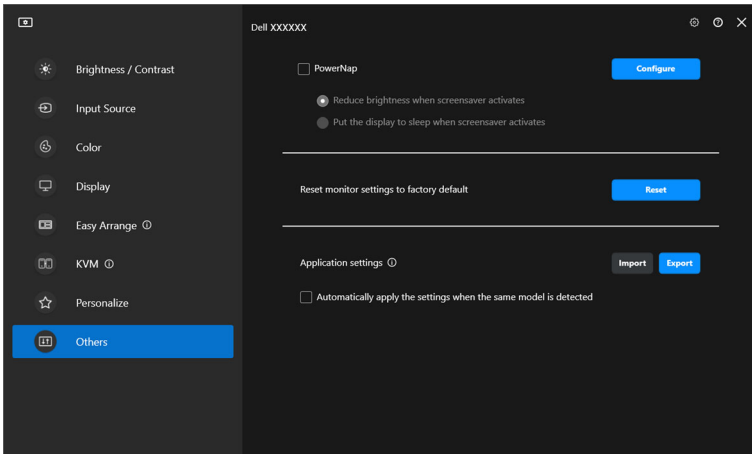 Dell XXXXXX
Brightness / Contrast
Input Source
Color
Display
Easy Arrange
KVM
Personalize
Others
PowerNap
Configure
Reduce brightness when screensaver activates
Put the display to sleep when screensaver activates
Reset monitor settings to factory default
Reset
Application settings
Import
Export
Automatically apply the settings when the same model is detected